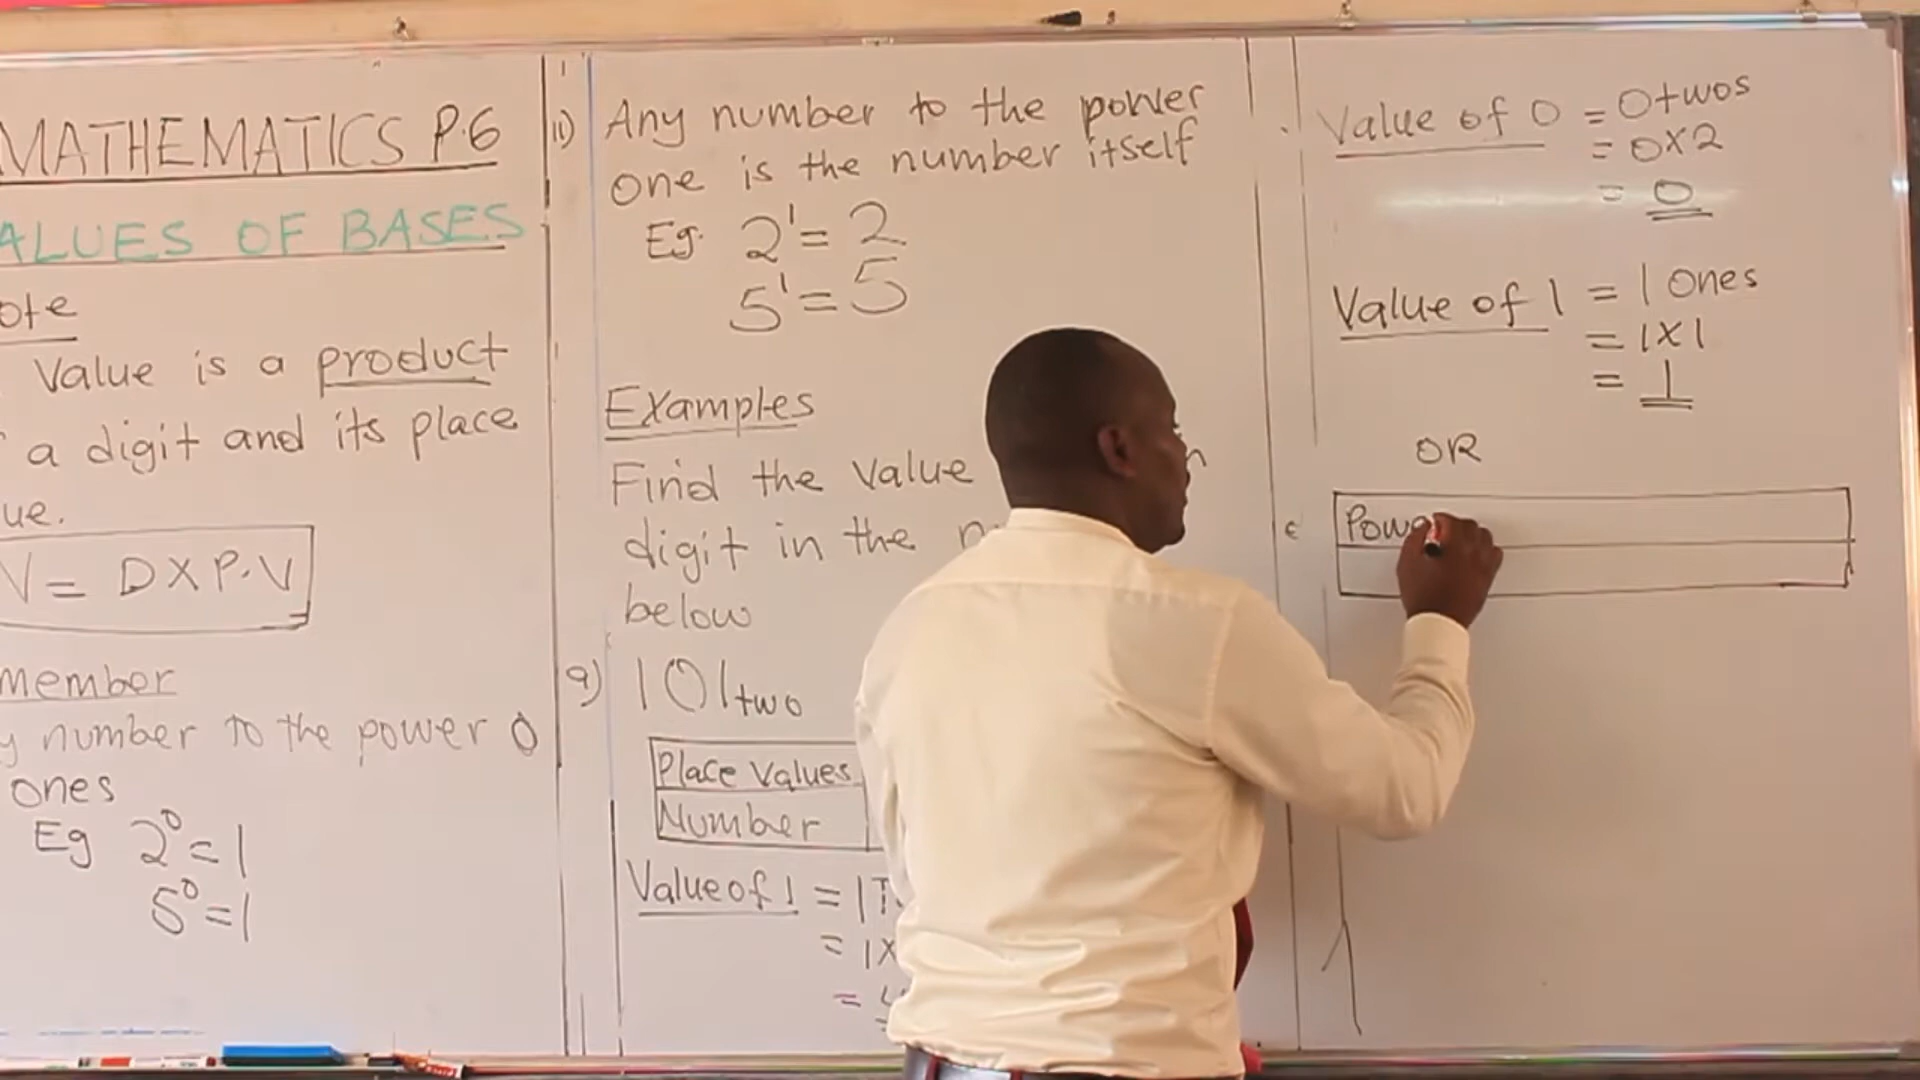 MATHEMATICS P.6
ALUES OF BASES
ote
Value is a product
a digit and its place
ue.
V = D X P.V
member
y number to the power 0
ones
Eg 2⁰ = 1
5⁰ = 1
ii) Any number to the power
one is the number itself
Eg. 2¹ = 2
5¹ = 5
Examples
Find the value
digit in the
below
a) 101two
Place Values
Number
Value of 1 = 1T
= 1X
=
Value of 0 = 0twos
= 0X2
= 0
Value of 1 = 1 Ones
= 1X1
= 1
OR
Powe